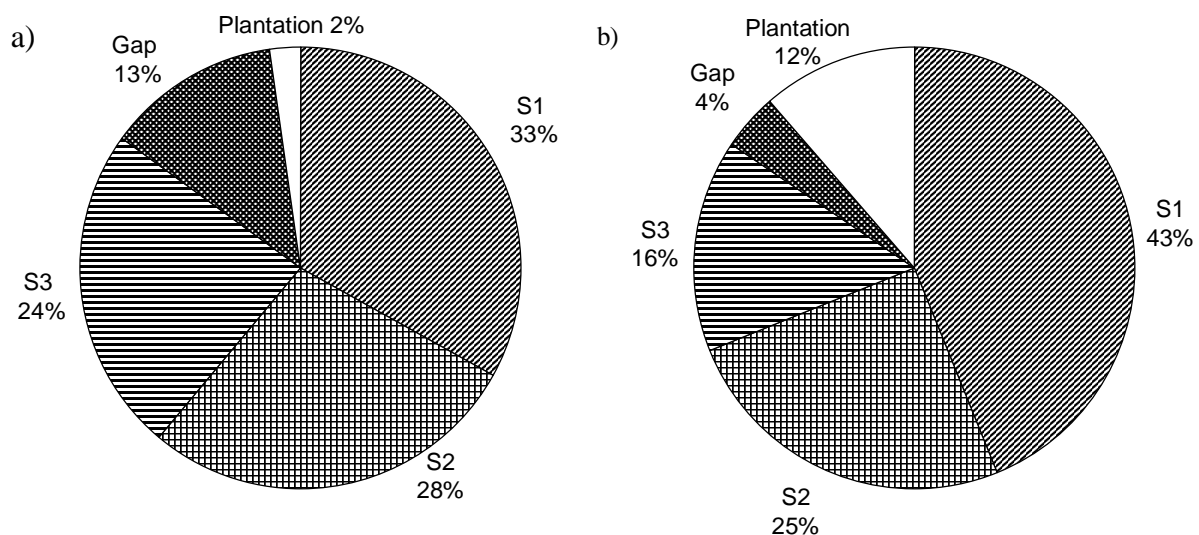 a)
Plantation 2%
Gap
13%
S1
33%
S3
24%
S2
28%
b)
Plantation
12%
Gap
4%
S1
43%
S3
16%
S2
25%